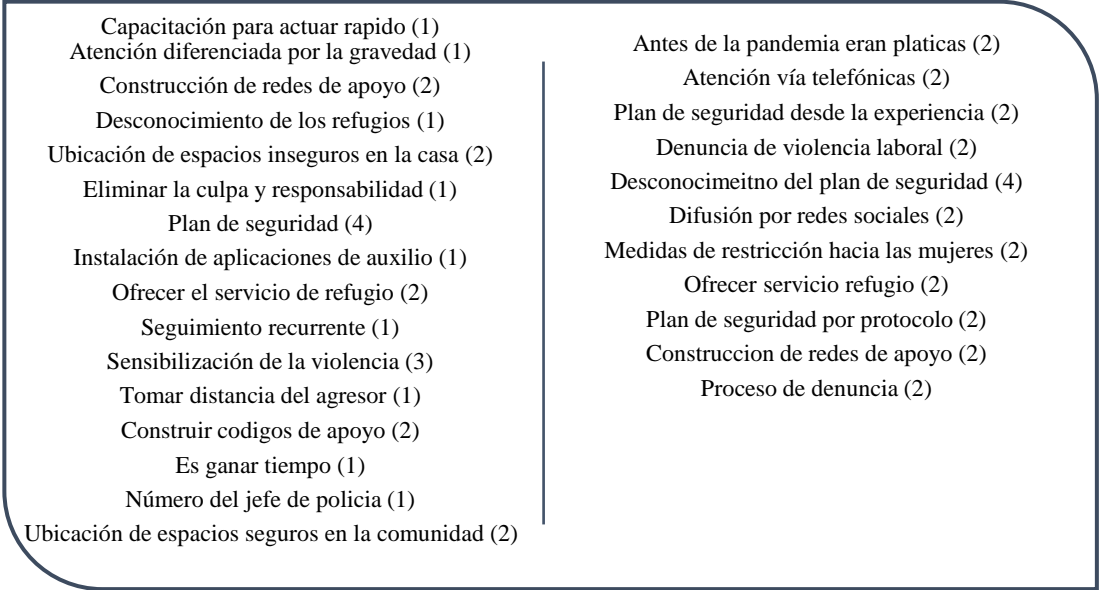 Capacitación para actuar rapido (1)
Atención diferenciada por la gravedad (1)
Construcción de redes de apoyo (2)
Desconocimiento de los refugios (1)
Ubicación de espacios inseguros en la casa (2)
Eliminar la culpa y responsabilidad (1)
Plan de seguridad (4)
Instalación de aplicaciones de auxilio (1)
Ofrecer el servicio de refugio (2)
Seguimiento recurrente (1)
Sensibilización de la violencia (3)
Tomar distancia del agresor (1)
Construir codigos de apoyo (2)
Es ganar tiempo (1)
Número del jefe de policia (1)
Ubicación de espacios seguros en la comunidad (2)
Antes de la pandemia eran platicas (2)
Atención vía telefónicas (2)
Plan de seguridad desde la experiencia (2)
Denuncia de violencia laboral (2)
Desconocimeitno del plan de seguridad (4)
Difusión por redes sociales (2)
Medidas de restricción hacia las mujeres (2)
Ofrecer servicio refugio (2)
Plan de seguridad por protocolo (2)
Construccion de redes de apoyo (2)
Proceso de denuncia (2)